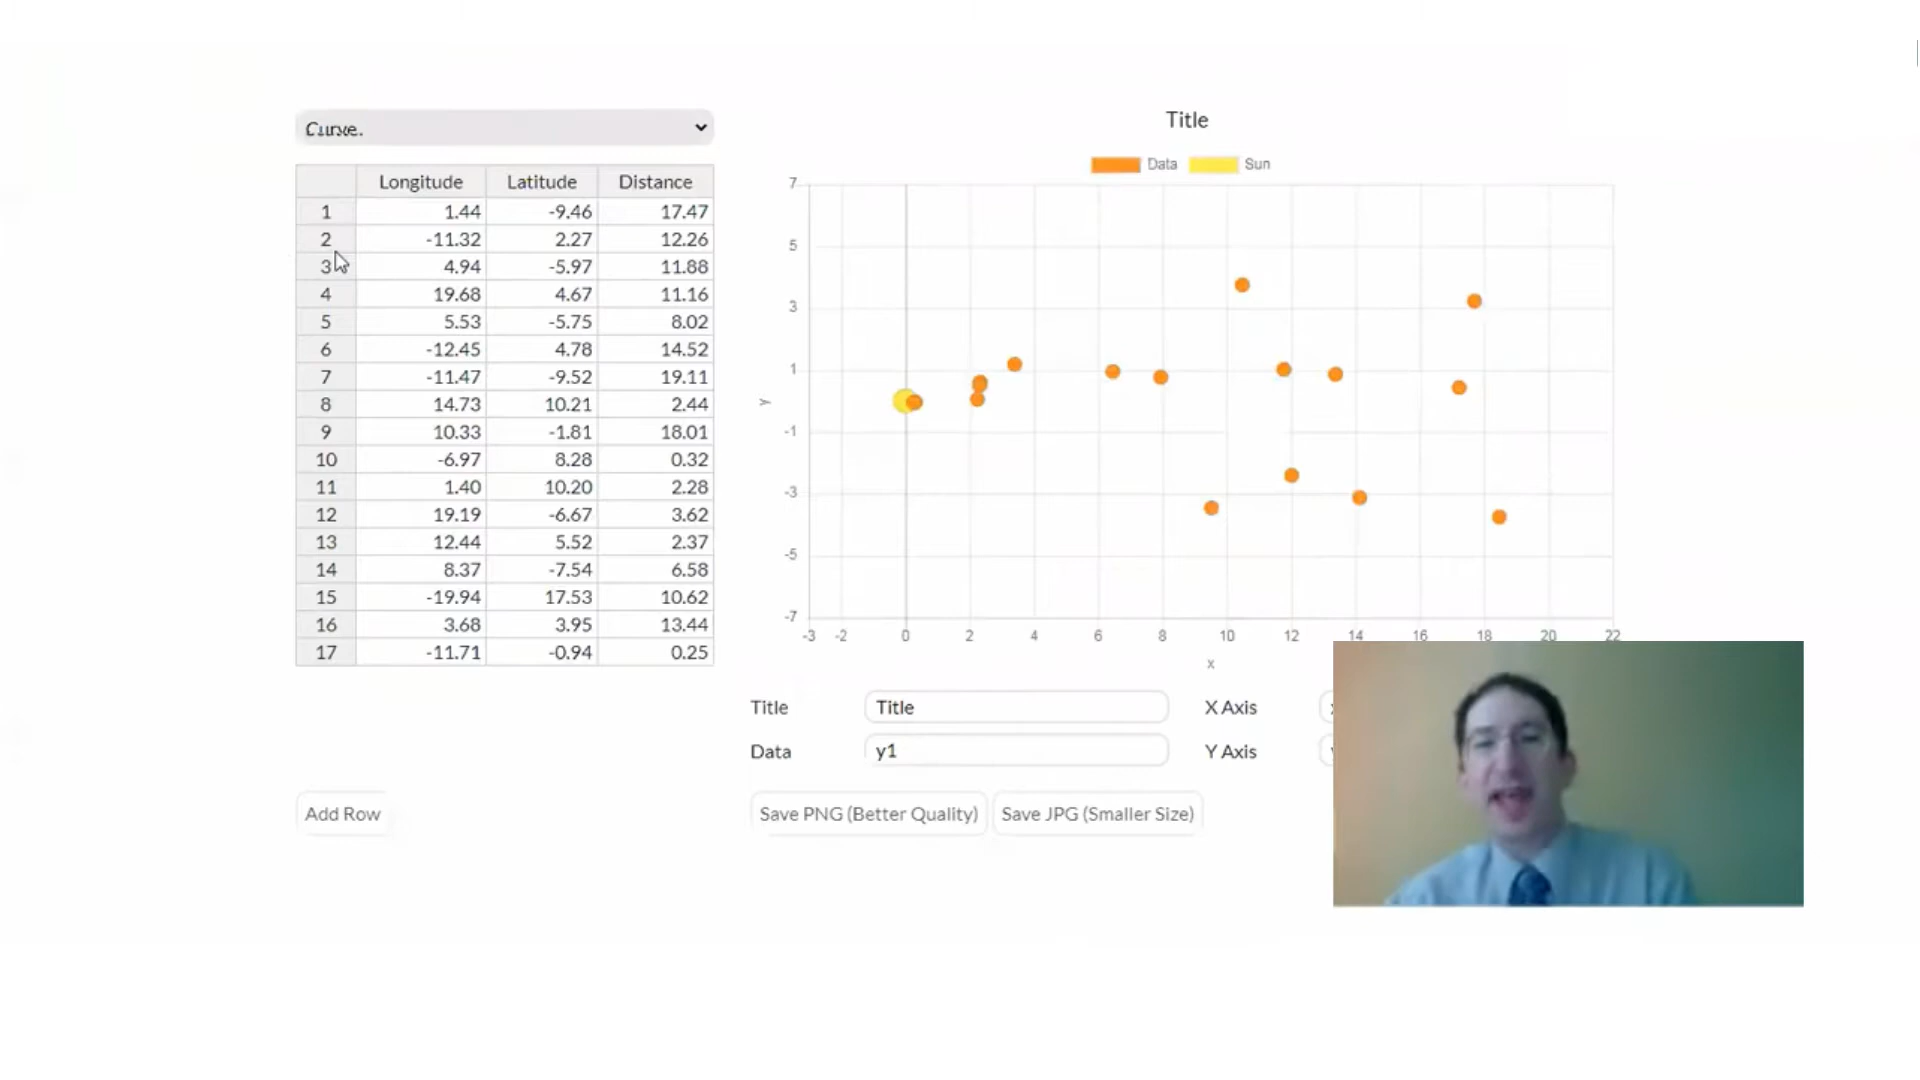 Curve.
Longitude Latitude Distance
1 1.44 -9.46 17.47
2 -11.32 2.27 12.26
3 4.94 -5.97 11.88
4 19.68 4.67 11.16
5 5.53 -5.75 8.02
6 -12.45 4.78 14.52
7 -11.47 -9.52 19.11
8 14.73 10.21 2.44
9 10.33 -1.81 18.01
10 -6.97 8.28 0.32
11 1.40 10.20 2.28
12 19.19 -6.67 3.62
13 12.44 5.52 2.37
14 8.37 -7.54 6.58
15 -19.94 17.53 10.62
16 3.68 3.95 13.44
17 -11.71 -0.94 0.25
Add Row
Title
Data Sun
7
5
3
1
-1
-3
-5
-7
y
-3 -2 0 2 4 6 8 10 12 14 16 18 20 22
x
Title Title X Axis
Data y1 Y Axis
Save PNG (Better Quality) Save JPG (Smaller Size)